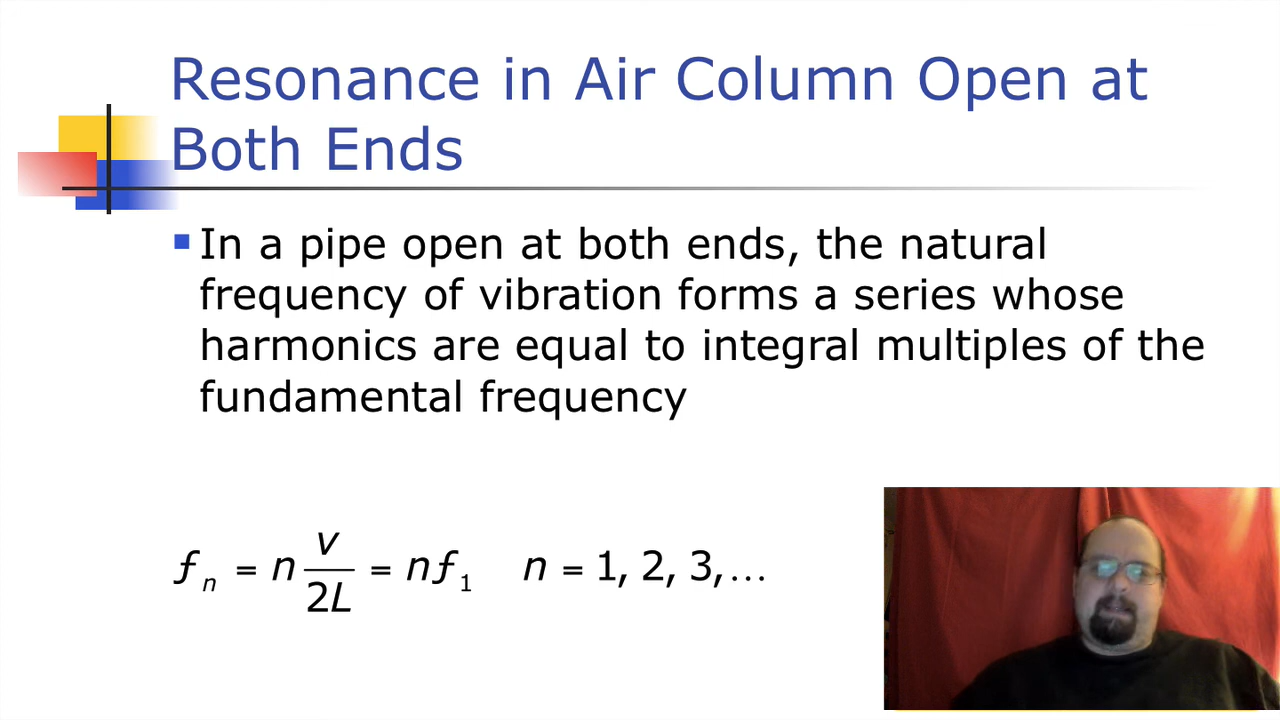 Resonance in Air Column Open at
Both Ends
In a pipe open at both ends, the natural
frequency of vibration forms a series whose
harmonics are equal to integral multiples of the
fundamental frequency
ƒn = n v/2L = nƒ1 n = 1, 2, 3,…